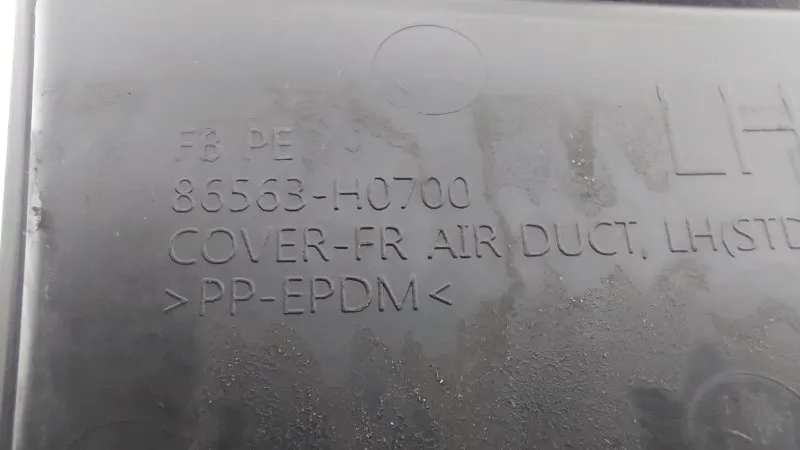 LH
FB PE
86563-H0700
COVER-FR AIR DUCT, LH(STD
>PP-EPDM<